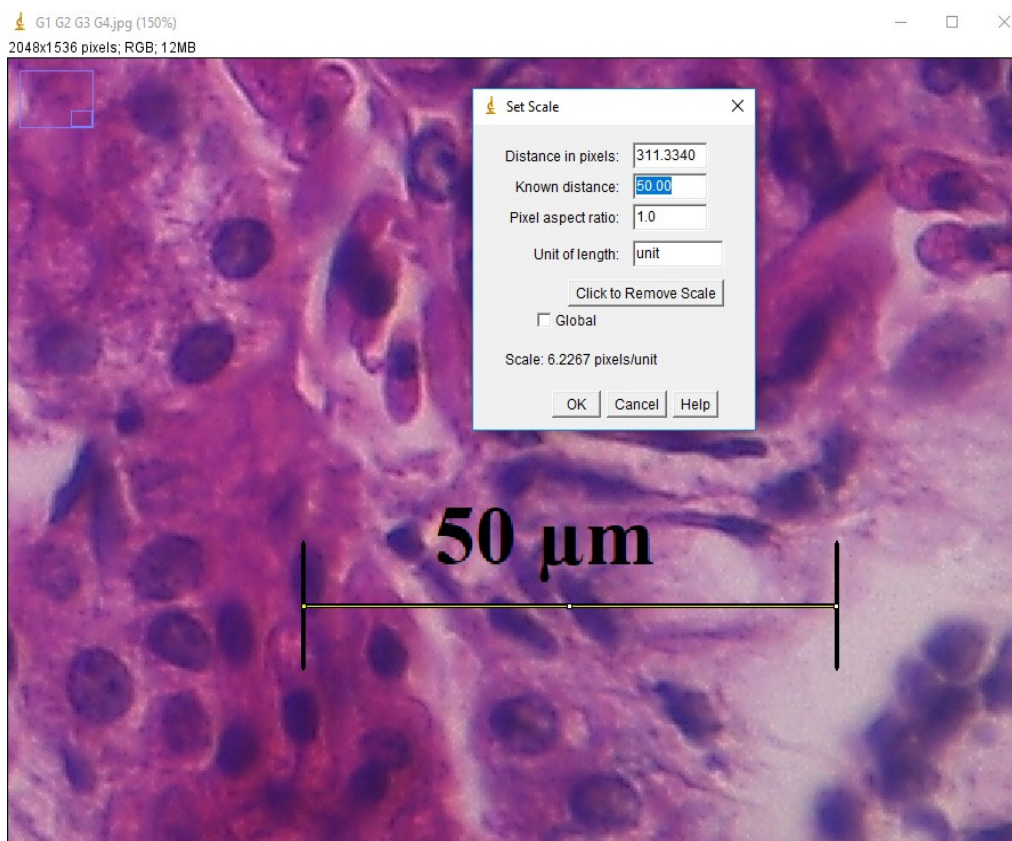 G1 G2 G3 G4.jpg (150%)
2048x1536 pixels; RGB; 12MB
Set Scale
Distance in pixels: 311.3340
Known distance: 50.00
Pixel aspect ratio: 1.0
Unit of length: unit
Click to Remove Scale
Global
Scale: 6.2267 pixels/unit
OK Cancel Help
50 µm